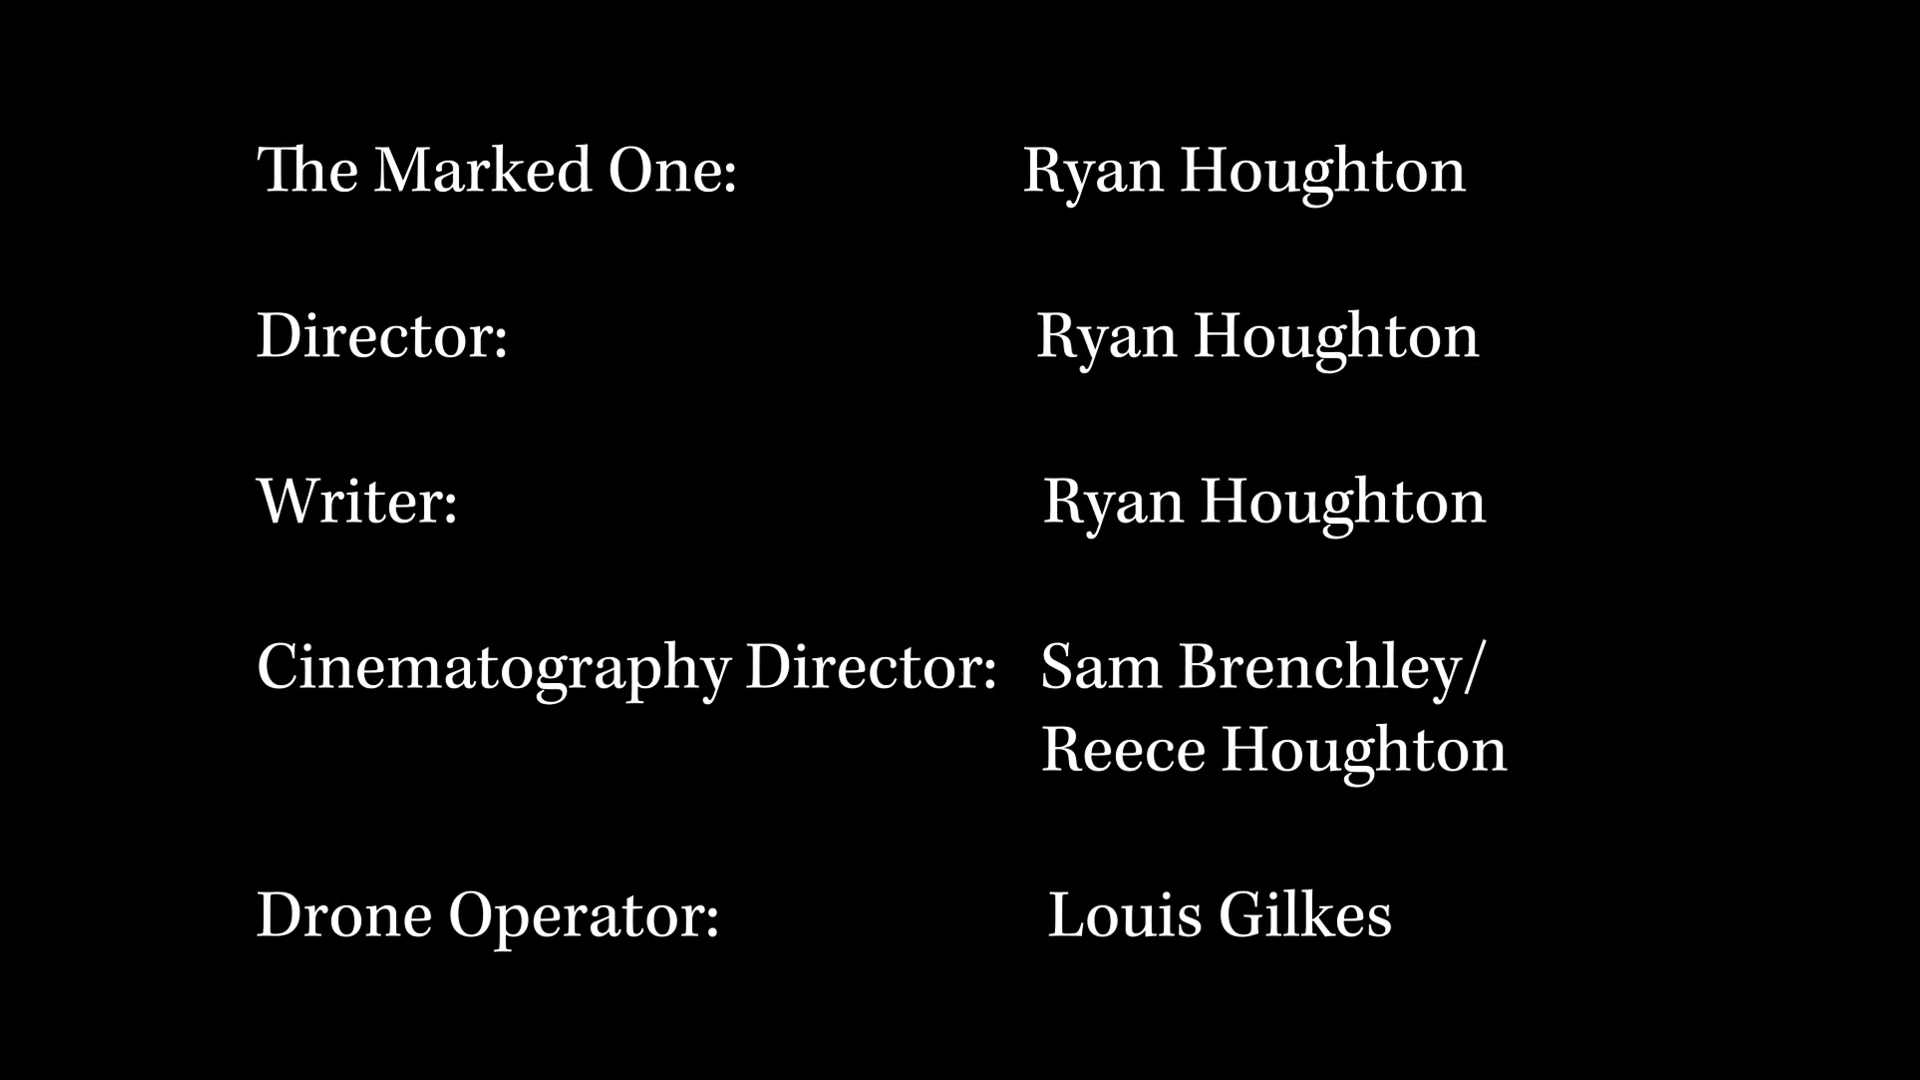 The Marked One: Ryan Houghton
Director: Ryan Houghton
Writer: Ryan Houghton
Cinematography Director: Sam Brenchley/
Reece Houghton
Drone Operator: Louis Gilkes